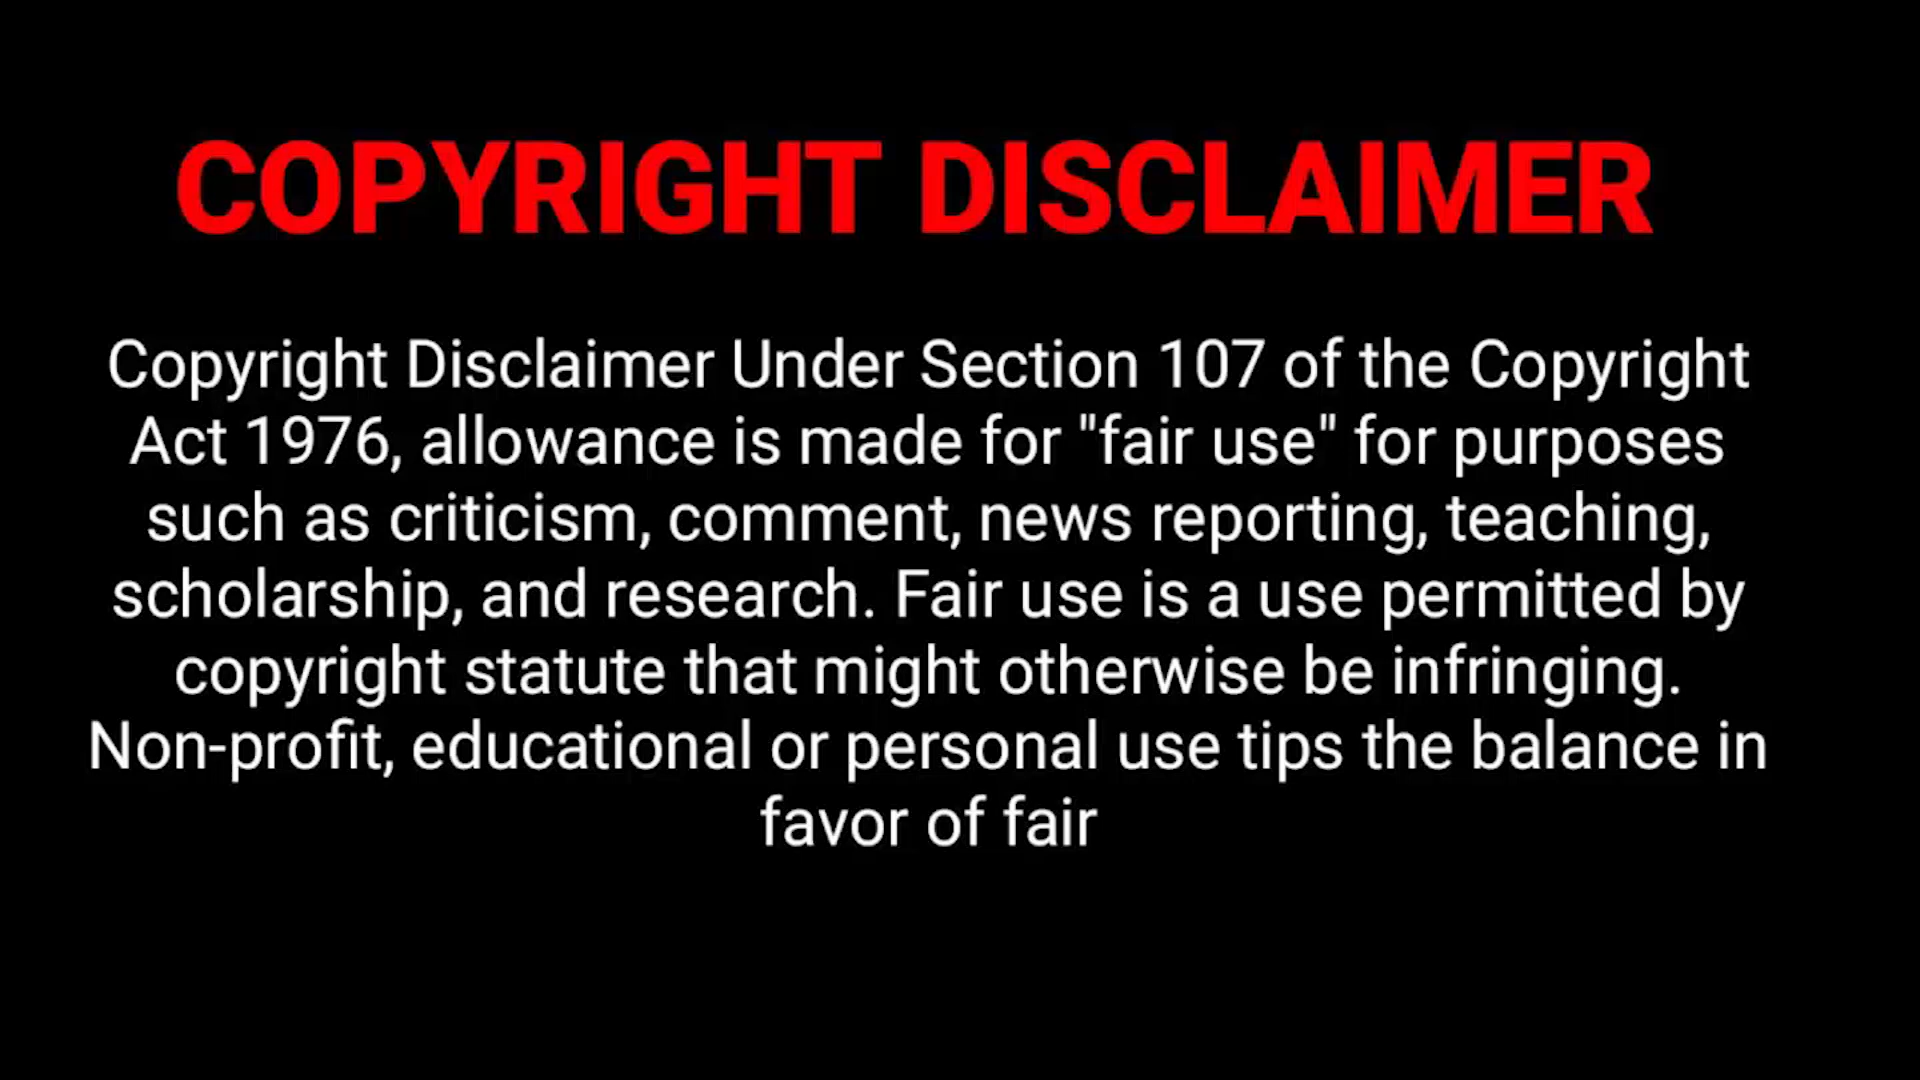 COPYRIGHT DISCLAIMER
Copyright Disclaimer Under Section 107 of the Copyright
Act 1976, allowance is made for "fair use" for purposes
such as criticism, comment, news reporting, teaching,
scholarship, and research. Fair use is a use permitted by
copyright statute that might otherwise be infringing.
Non-profit, educational or personal use tips the balance in
favor of fair